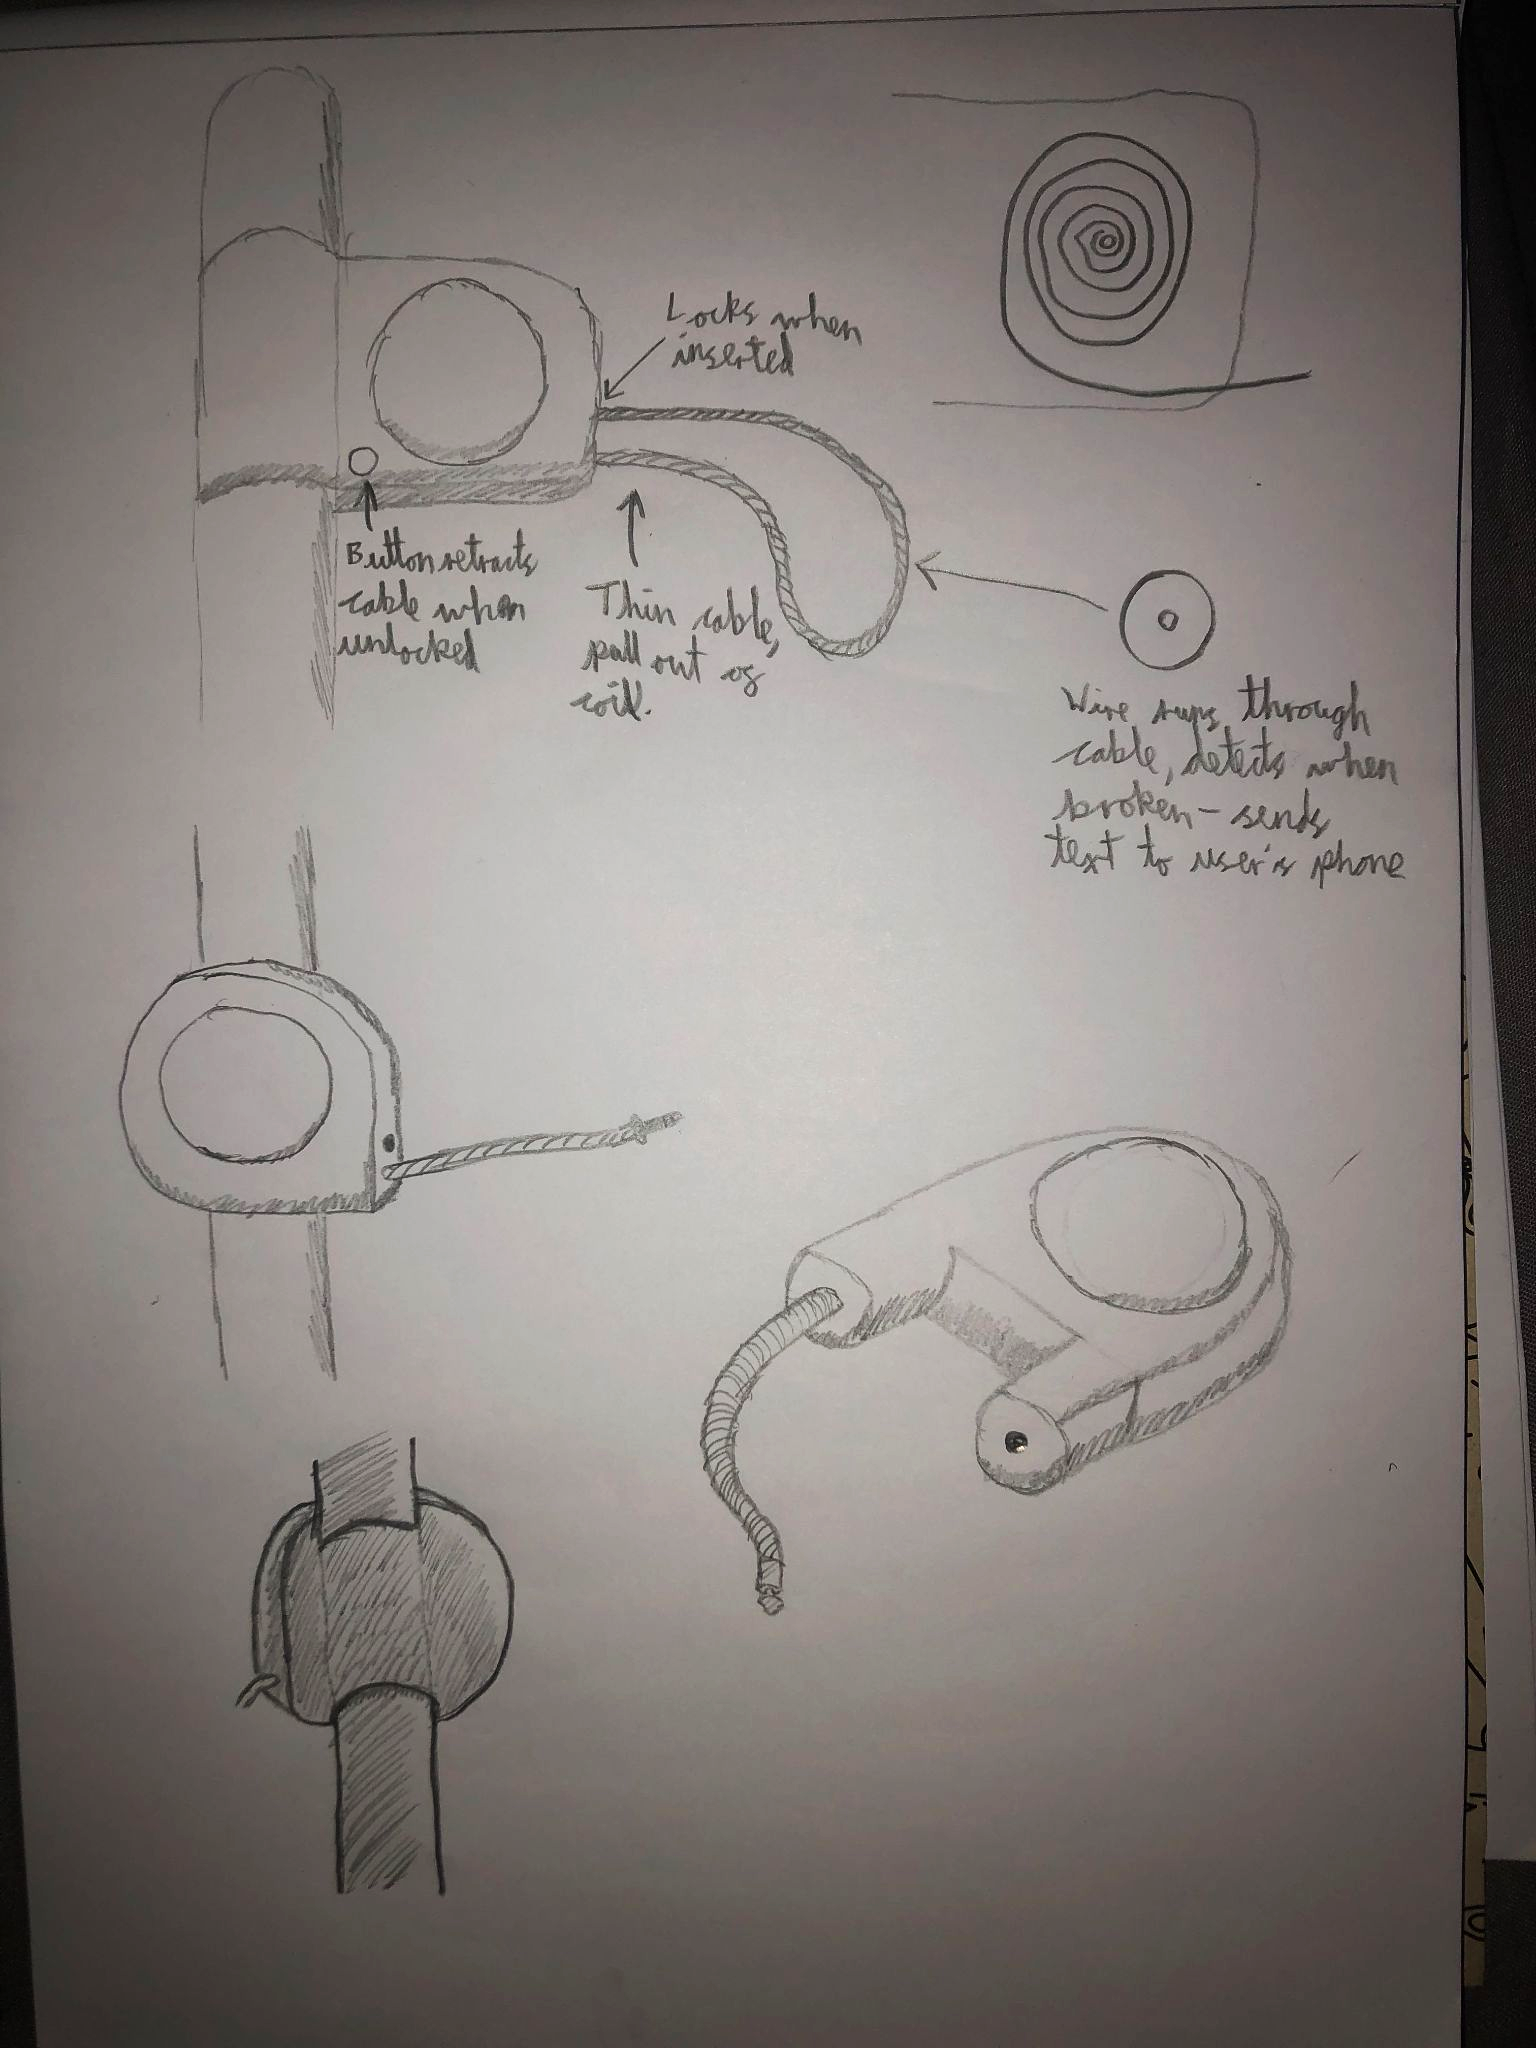 Locks when
inserted
Button retracts
cable when
unlocked
Thin cable,
pull out of
coil.
Wire runs through
cable, detects when
broken - sends
text to user's phone